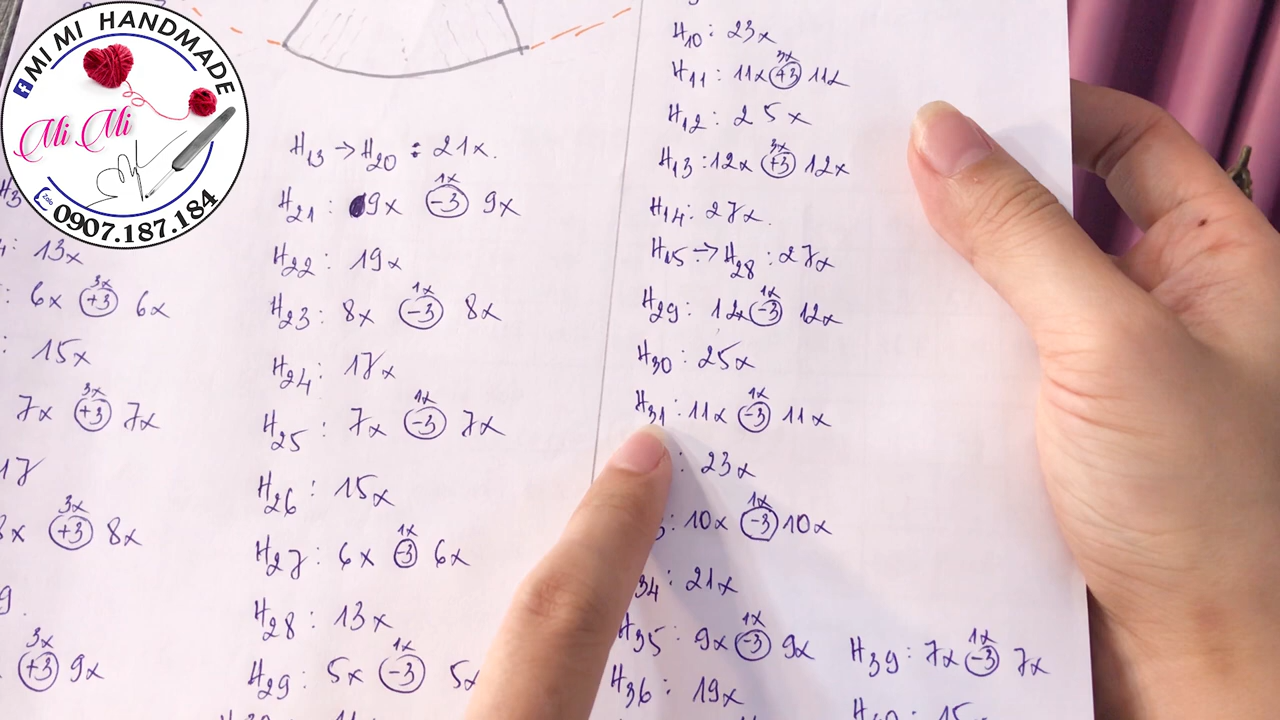 MI MI HANDMADE
Mi Mi
Zalo
0907.187.184
13x
3x
6x (+3) 6x
15x
3x
7x (+3) 7x
17
3x
8x (+3) 8x
3x
(+3) 9x
H13 → H20 : 21x.
1x
H21 : 9x (-3) 9x
H22 : 19x
1x
H23 : 8x (-3) 8x
H24 : 17x
1x
H25 : 7x (-3) 7x
H26 : 15x
1x
H27 : 6x (-3) 6x
H28 : 13x
1x
H29 : 5x (-3) 5x
H10 : 23x
3x
H11 : 11x (+3) 11x
H12 : 25x
3x
H13 : 12x (+3) 12x
H14 : 27x.
H15 → H28 : 27x
1x
H29 : 12x (-3) 12x
H30 : 25x
1x
H31 : 11x (-3) 11x
: 23x
1x
: 10x (-3) 10x
34 : 21x
1x
H35 : 9x (-3) 9x
H36 : 19x
1x
H39 : 7x (-3) 7x